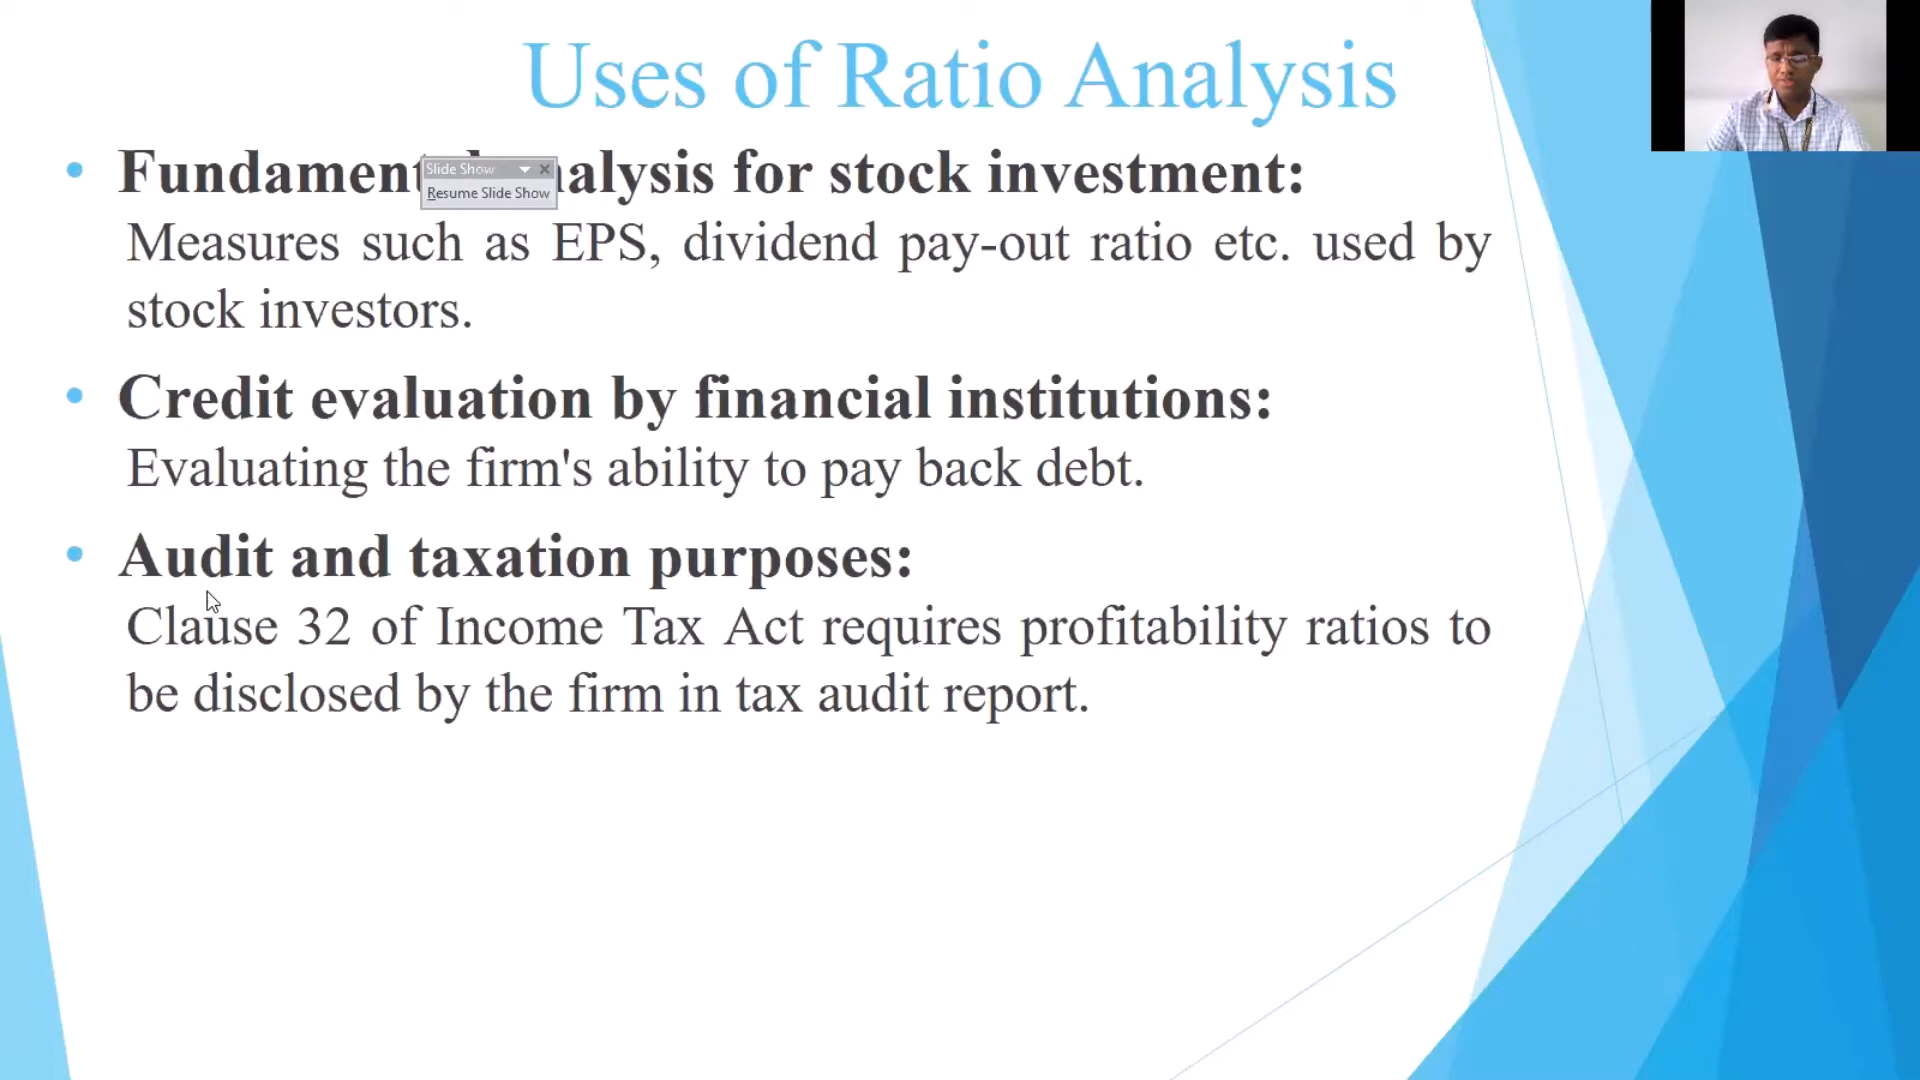 Uses of Ratio Analysis
• Fundament nalysis for stock investment:
Slide Show
Resume Slide Show
Measures such as EPS, dividend pay-out ratio etc. used by
stock investors.
• Credit evaluation by financial institutions:
Evaluating the firm's ability to pay back debt.
• Audit and taxation purposes:
Clause 32 of Income Tax Act requires profitability ratios to
be disclosed by the firm in tax audit report.